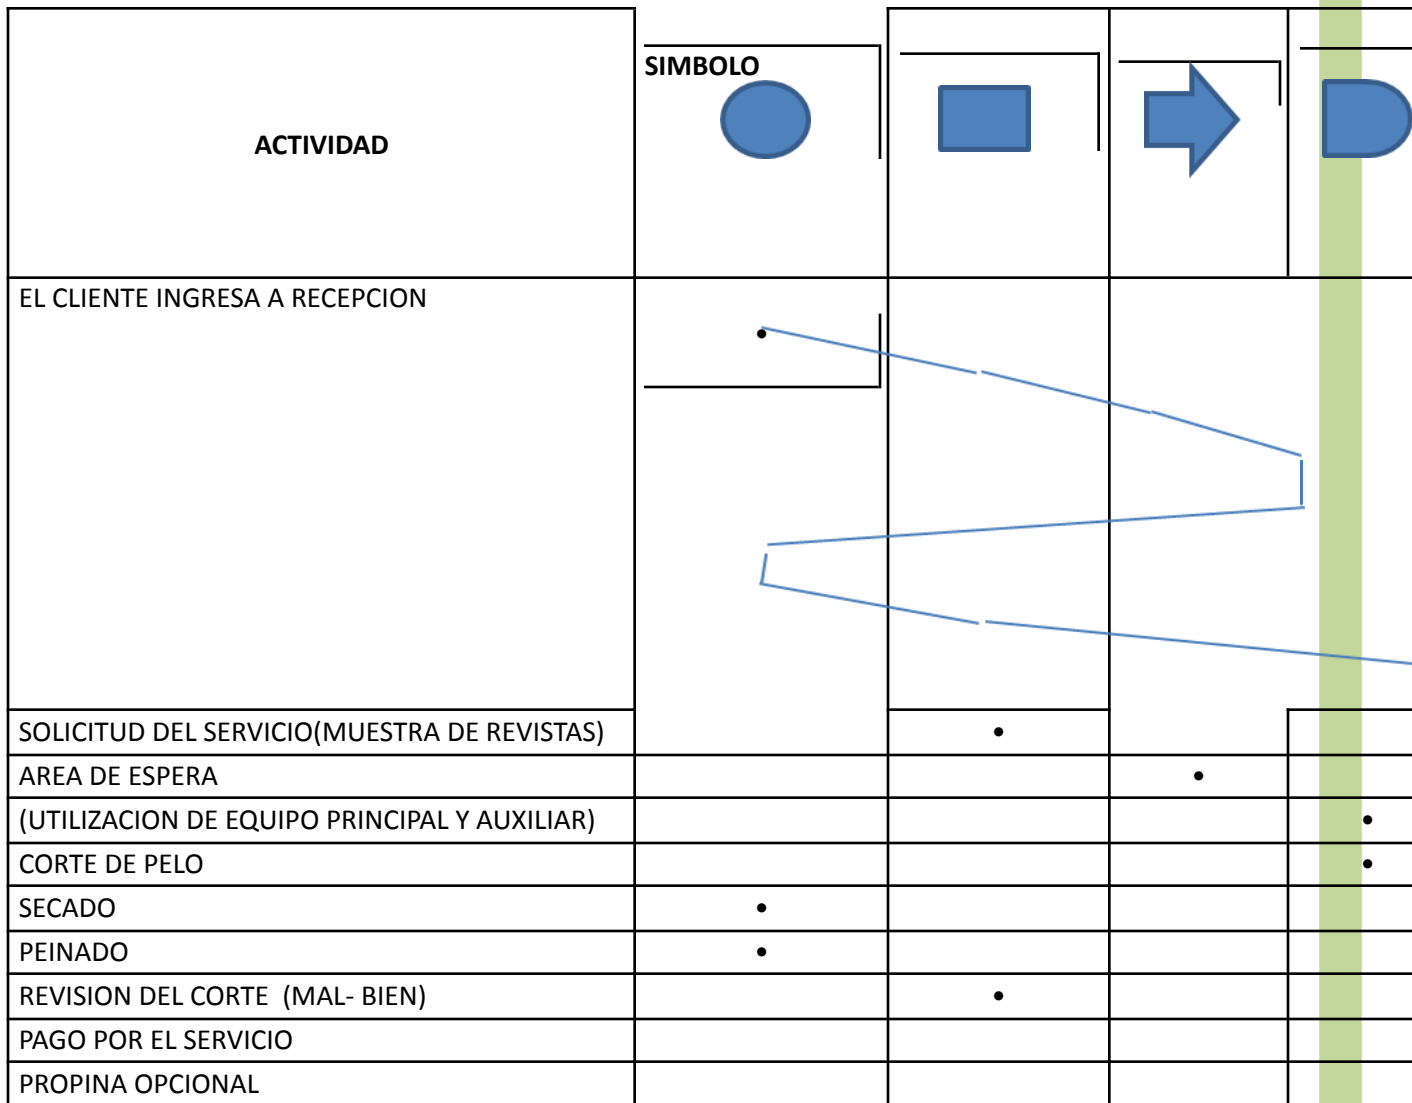 SIMBOLO
ACTIVIDAD
EL CLIENTE INGRESA A RECEPCION
•
SOLICITUD DEL SERVICIO(MUESTRA DE REVISTAS)
•
AREA DE ESPERA
•
(UTILIZACION DE EQUIPO PRINCIPAL Y AUXILIAR)
•
CORTE DE PELO
•
SECADO
•
PEINADO
•
REVISION DEL CORTE (MAL- BIEN)
•
PAGO POR EL SERVICIO
PROPINA OPCIONAL